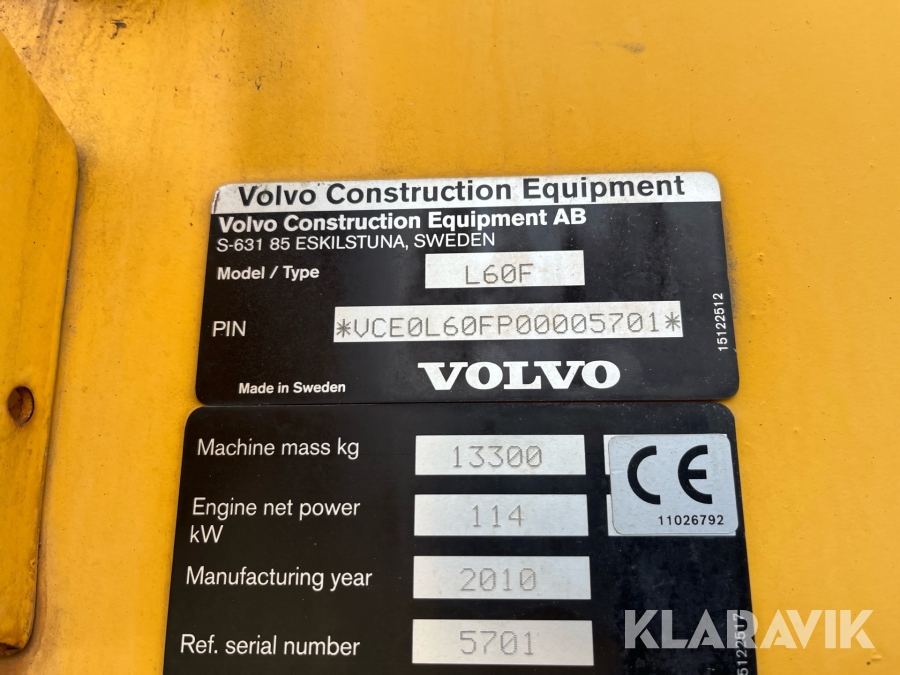 Volvo Construction Equipment
Volvo Construction Equipment AB
S-631 85 ESKILSTUNA, SWEDEN
Model / Type L60F
PIN *VCE0L60FP00005701*
15122512
Made in Sweden VOLVO
Machine mass kg 13300
CE
11026792
Engine net power 114
kW
Manufacturing year 2010
Ref. serial number 5701
15122517
KLARAVIK